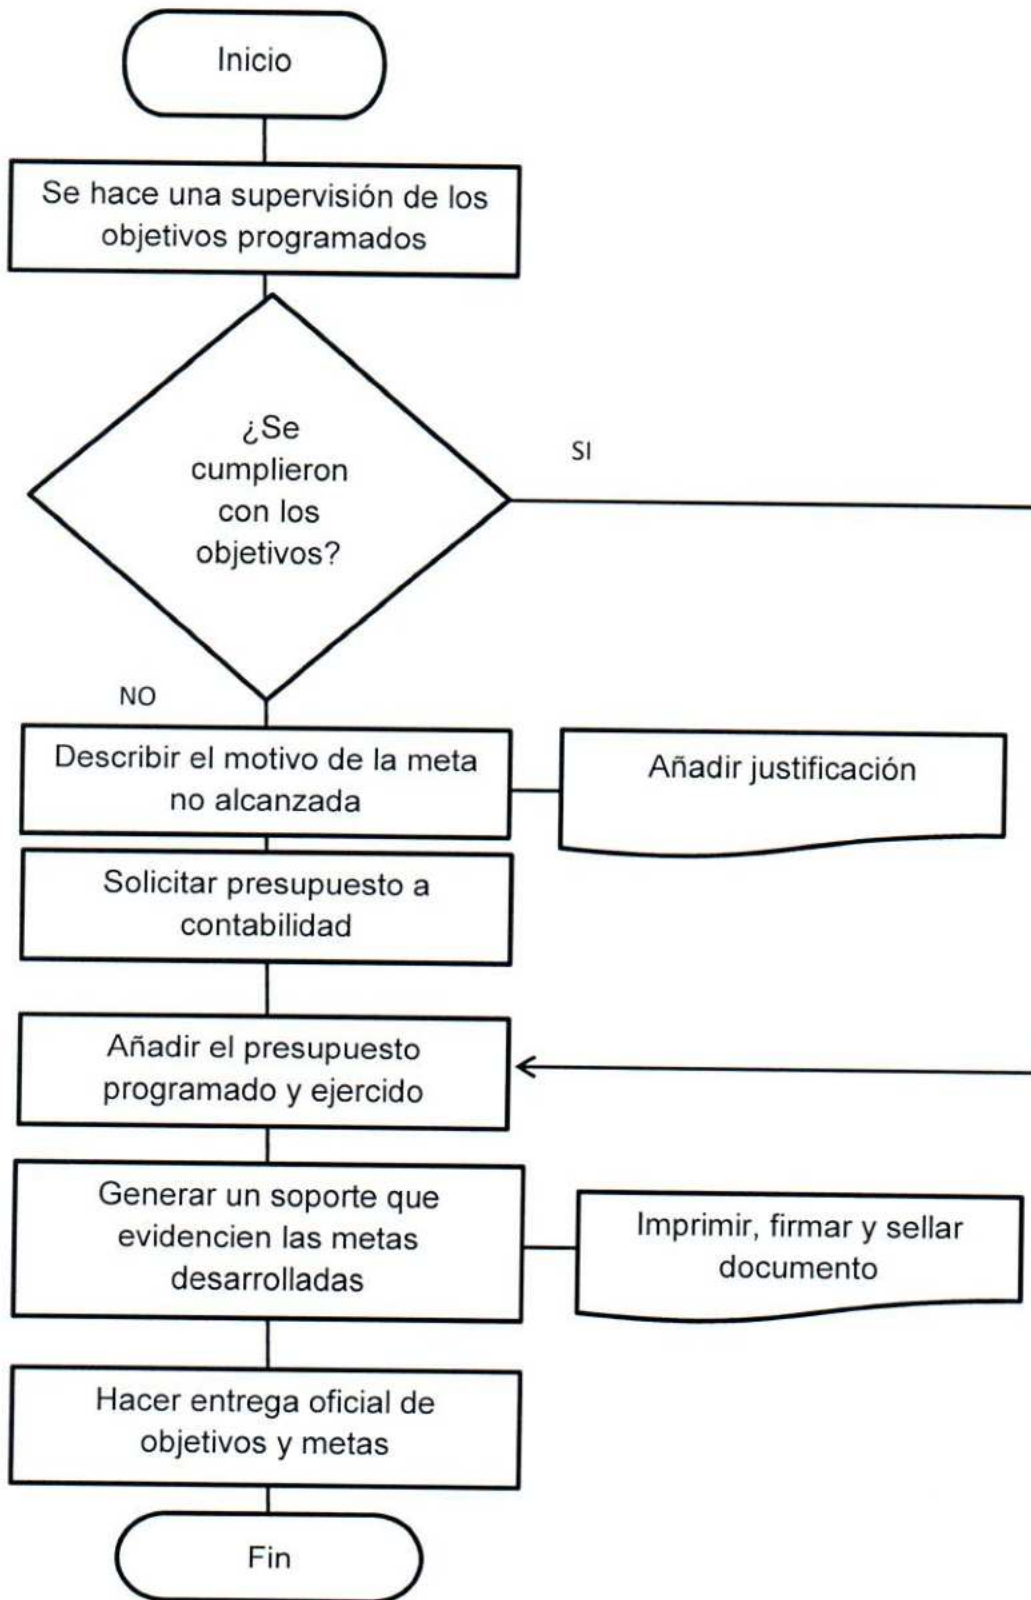 Inicio
Se hace una supervisión de los
objetivos programados
¿Se
cumplieron
con los
objetivos?
SI
NO
Describir el motivo de la meta
no alcanzada
Añadir justificación
Solicitar presupuesto a
contabilidad
Añadir el presupuesto
programado y ejercido
Generar un soporte que
evidencien las metas
desarrolladas
Imprimir, firmar y sellar
documento
Hacer entrega oficial de
objetivos y metas
Fin